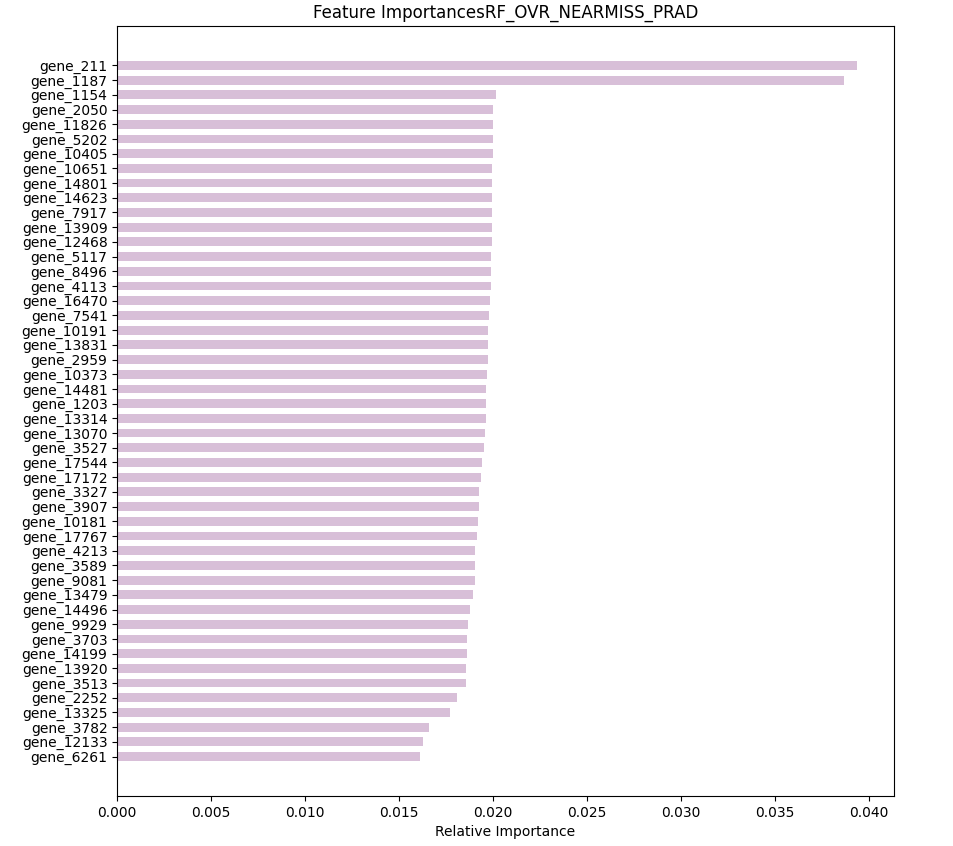 Feature ImportancesRF_OVR_NEARMISS_PRAD
gene_211
gene_1187
gene_1154
gene_2050
gene_11826
gene_5202
gene_10405
gene_10651
gene_14801
gene_14623
gene_7917
gene_13909
gene_12468
gene_5117
gene_8496
gene_4113
gene_16470
gene_7541
gene_10191
gene_13831
gene_2959
gene_10373
gene_14481
gene_1203
gene_13314
gene_13070
gene_3527
gene_17544
gene_17172
gene_3327
gene_3907
gene_10181
gene_17767
gene_4213
gene_3589
gene_9081
gene_13479
gene_14496
gene_9929
gene_3703
gene_14199
gene_13920
gene_3513
gene_2252
gene_13325
gene_3782
gene_12133
gene_6261
0.000 0.005 0.010 0.015 0.020 0.025 0.030 0.035 0.040
Relative Importance